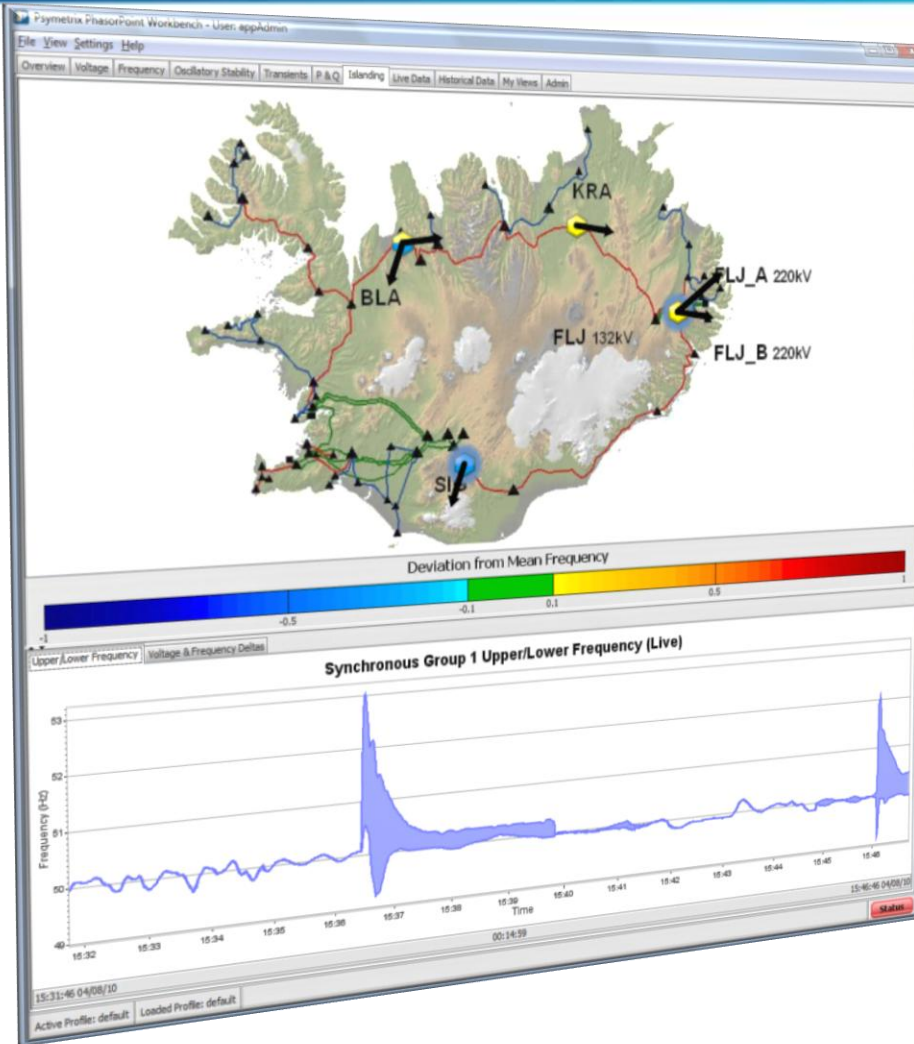 Psymetrix PhasorPoint Workbench - User: appAdmin
File View Settings Help
Overview Voltage Frequency Oscillatory Stability Transients P & Q Islanding Live Data Historical Data My Views Admin
KRA
BLA
FLJ_A 220kV
FLJ 132kV
FLJ_B 220kV
Deviation from Mean Frequency
-1 -0.5 -0.1 0.1 0.5 1
Upper/Lower Frequency Voltage & Frequency Deltas
Synchronous Group 1 Upper/Lower Frequency (Live)
53
52
51
50
49
Frequency (Hz)
15:32 15:33 15:34 15:35 15:36 15:37 15:38 15:39 15:40 15:41 15:42 15:43 15:44 15:45 15:46
Time
15:31:46 04/08/10 00:14:59 15:46:46 04/08/10
Status
Active Profile: default Loaded Profile: default